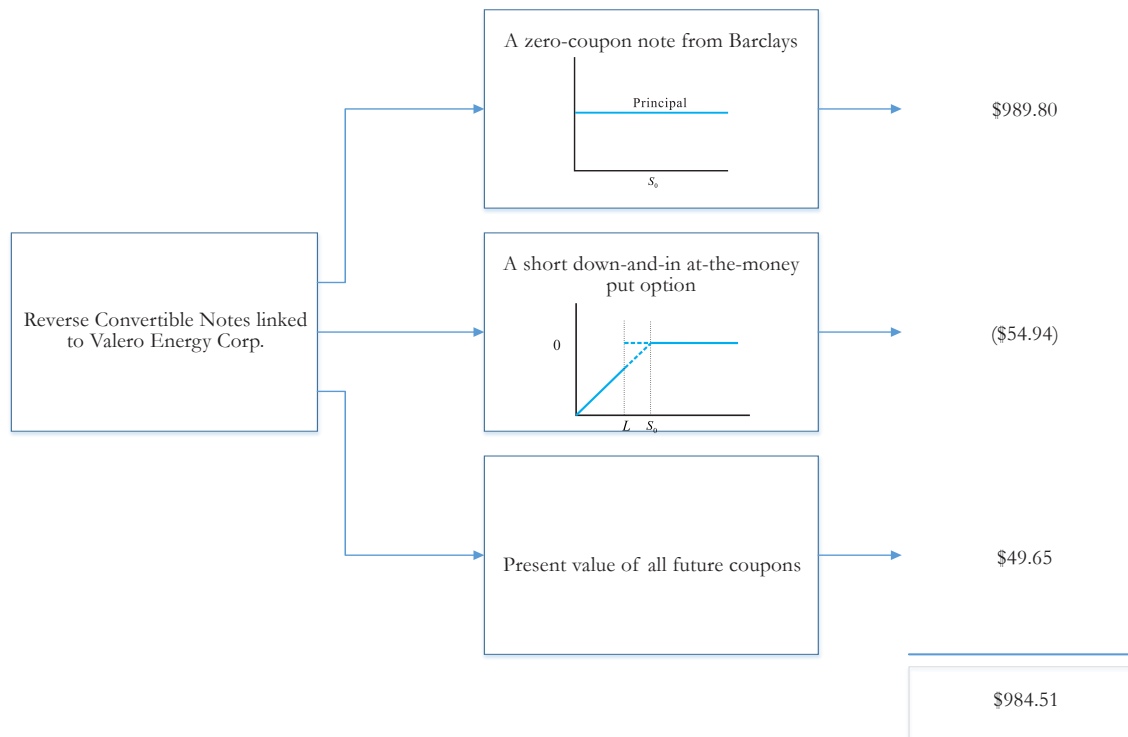 A zero-coupon note from Barclays
Principal
S₀
$989.80
Reverse Convertible Notes linked
to Valero Energy Corp.
A short down-and-in at-the-money
put option
0
L S₀
($54.94)
Present value of all future coupons
$49.65
$984.51